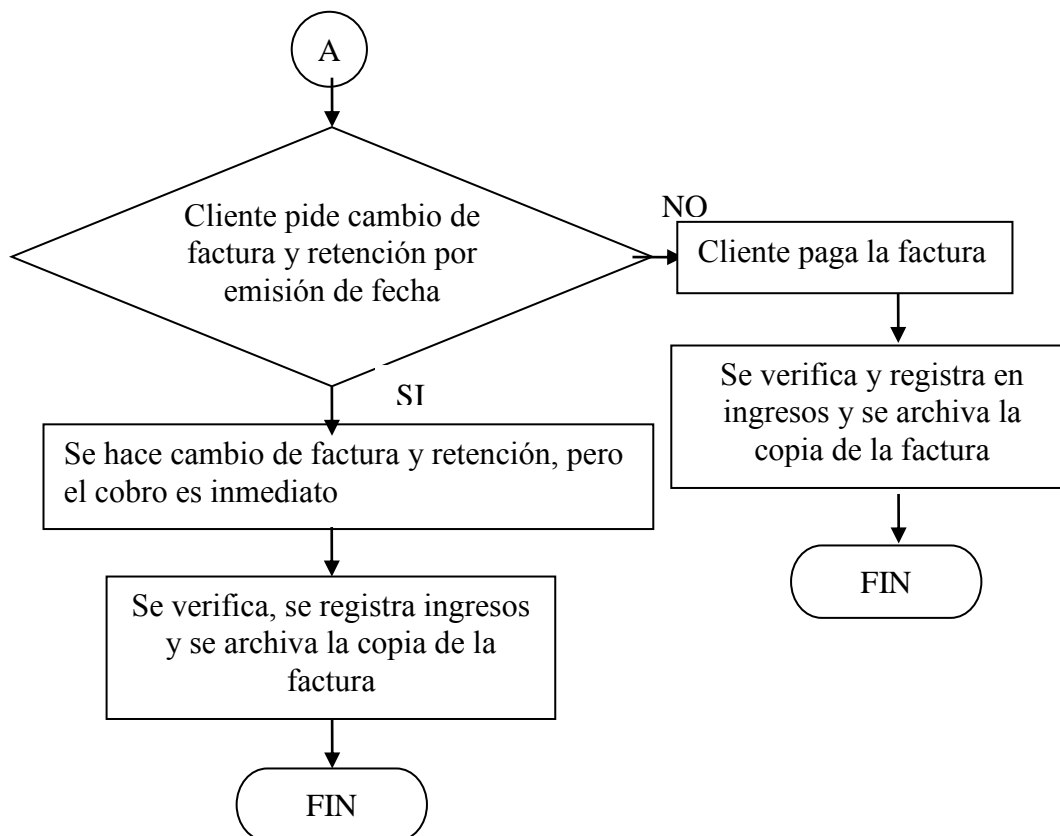 A
Cliente pide cambio de
factura y retención por
emisión de fecha
NO
Cliente paga la factura
Se verifica y registra en
ingresos y se archiva la
copia de la factura
FIN
SI
Se hace cambio de factura y retención, pero
el cobro es inmediato
Se verifica, se registra ingresos
y se archiva la copia de la
factura
FIN